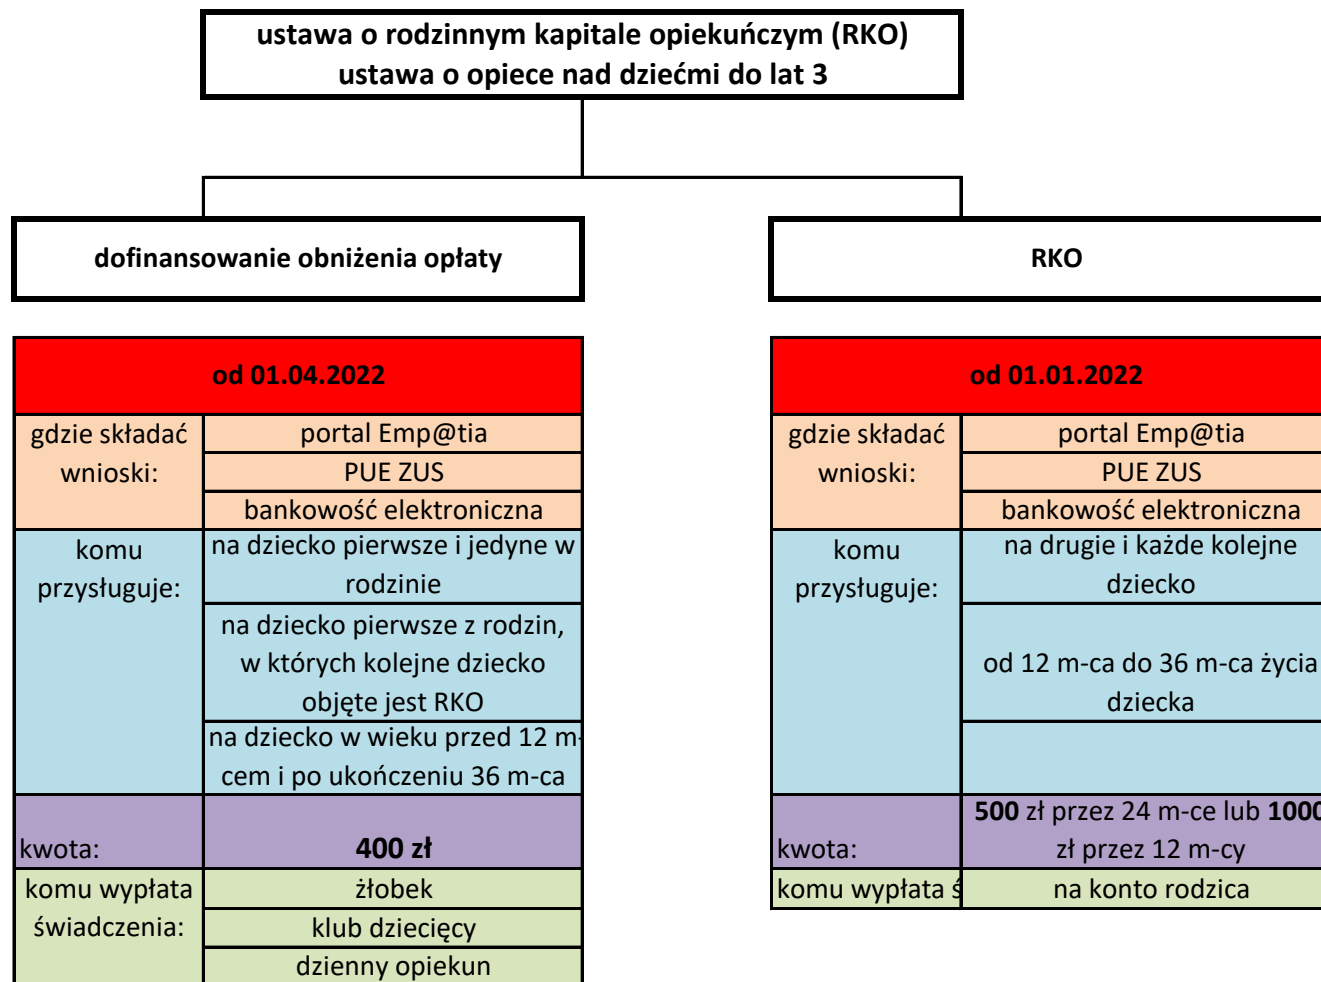 ustawa o rodzinnym kapitale opiekuńczym (RKO)
ustawa o opiece nad dziećmi do lat 3
dofinansowanie obniżenia opłaty
od 01.04.2022
gdzie składać
wnioski:
portal Emp@tia
PUE ZUS
bankowość elektroniczna
komu
przysługuje:
na dziecko pierwsze i jedyne w
rodzinie
na dziecko pierwsze z rodzin,
w których kolejne dziecko
objęte jest RKO
na dziecko w wieku przed 12 m-
cem i po ukończeniu 36 m-ca
kwota:
400 zł
komu wypłata
świadczenia:
żłobek
klub dziecięcy
dzienny opiekun
RKO
od 01.01.2022
gdzie składać
wnioski:
portal Emp@tia
PUE ZUS
bankowość elektroniczna
komu
przysługuje:
na drugie i każde kolejne
dziecko
od 12 m-ca do 36 m-ca życia
dziecka
kwota:
500 zł przez 24 m-ce lub 1000
zł przez 12 m-cy
komu wypłata ś
na konto rodzica